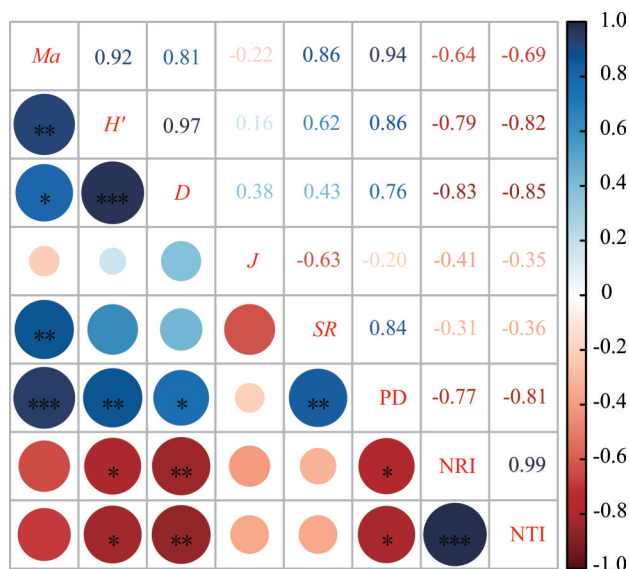 Ma 0.92 0.81 -0.22 0.86 0.94 -0.64 -0.69
** H' 0.97 0.16 0.62 0.86 -0.79 -0.82
* *** D 0.38 0.43 0.76 -0.83 -0.85
J -0.63 -0.20 -0.41 -0.35
** SR 0.84 -0.31 -0.36
*** ** * ** PD -0.77 -0.81
* ** * NRI 0.99
* ** * *** NTI
1.0
0.8
0.6
0.4
0.2
0
-0.2
-0.4
-0.6
-0.8
-1.0